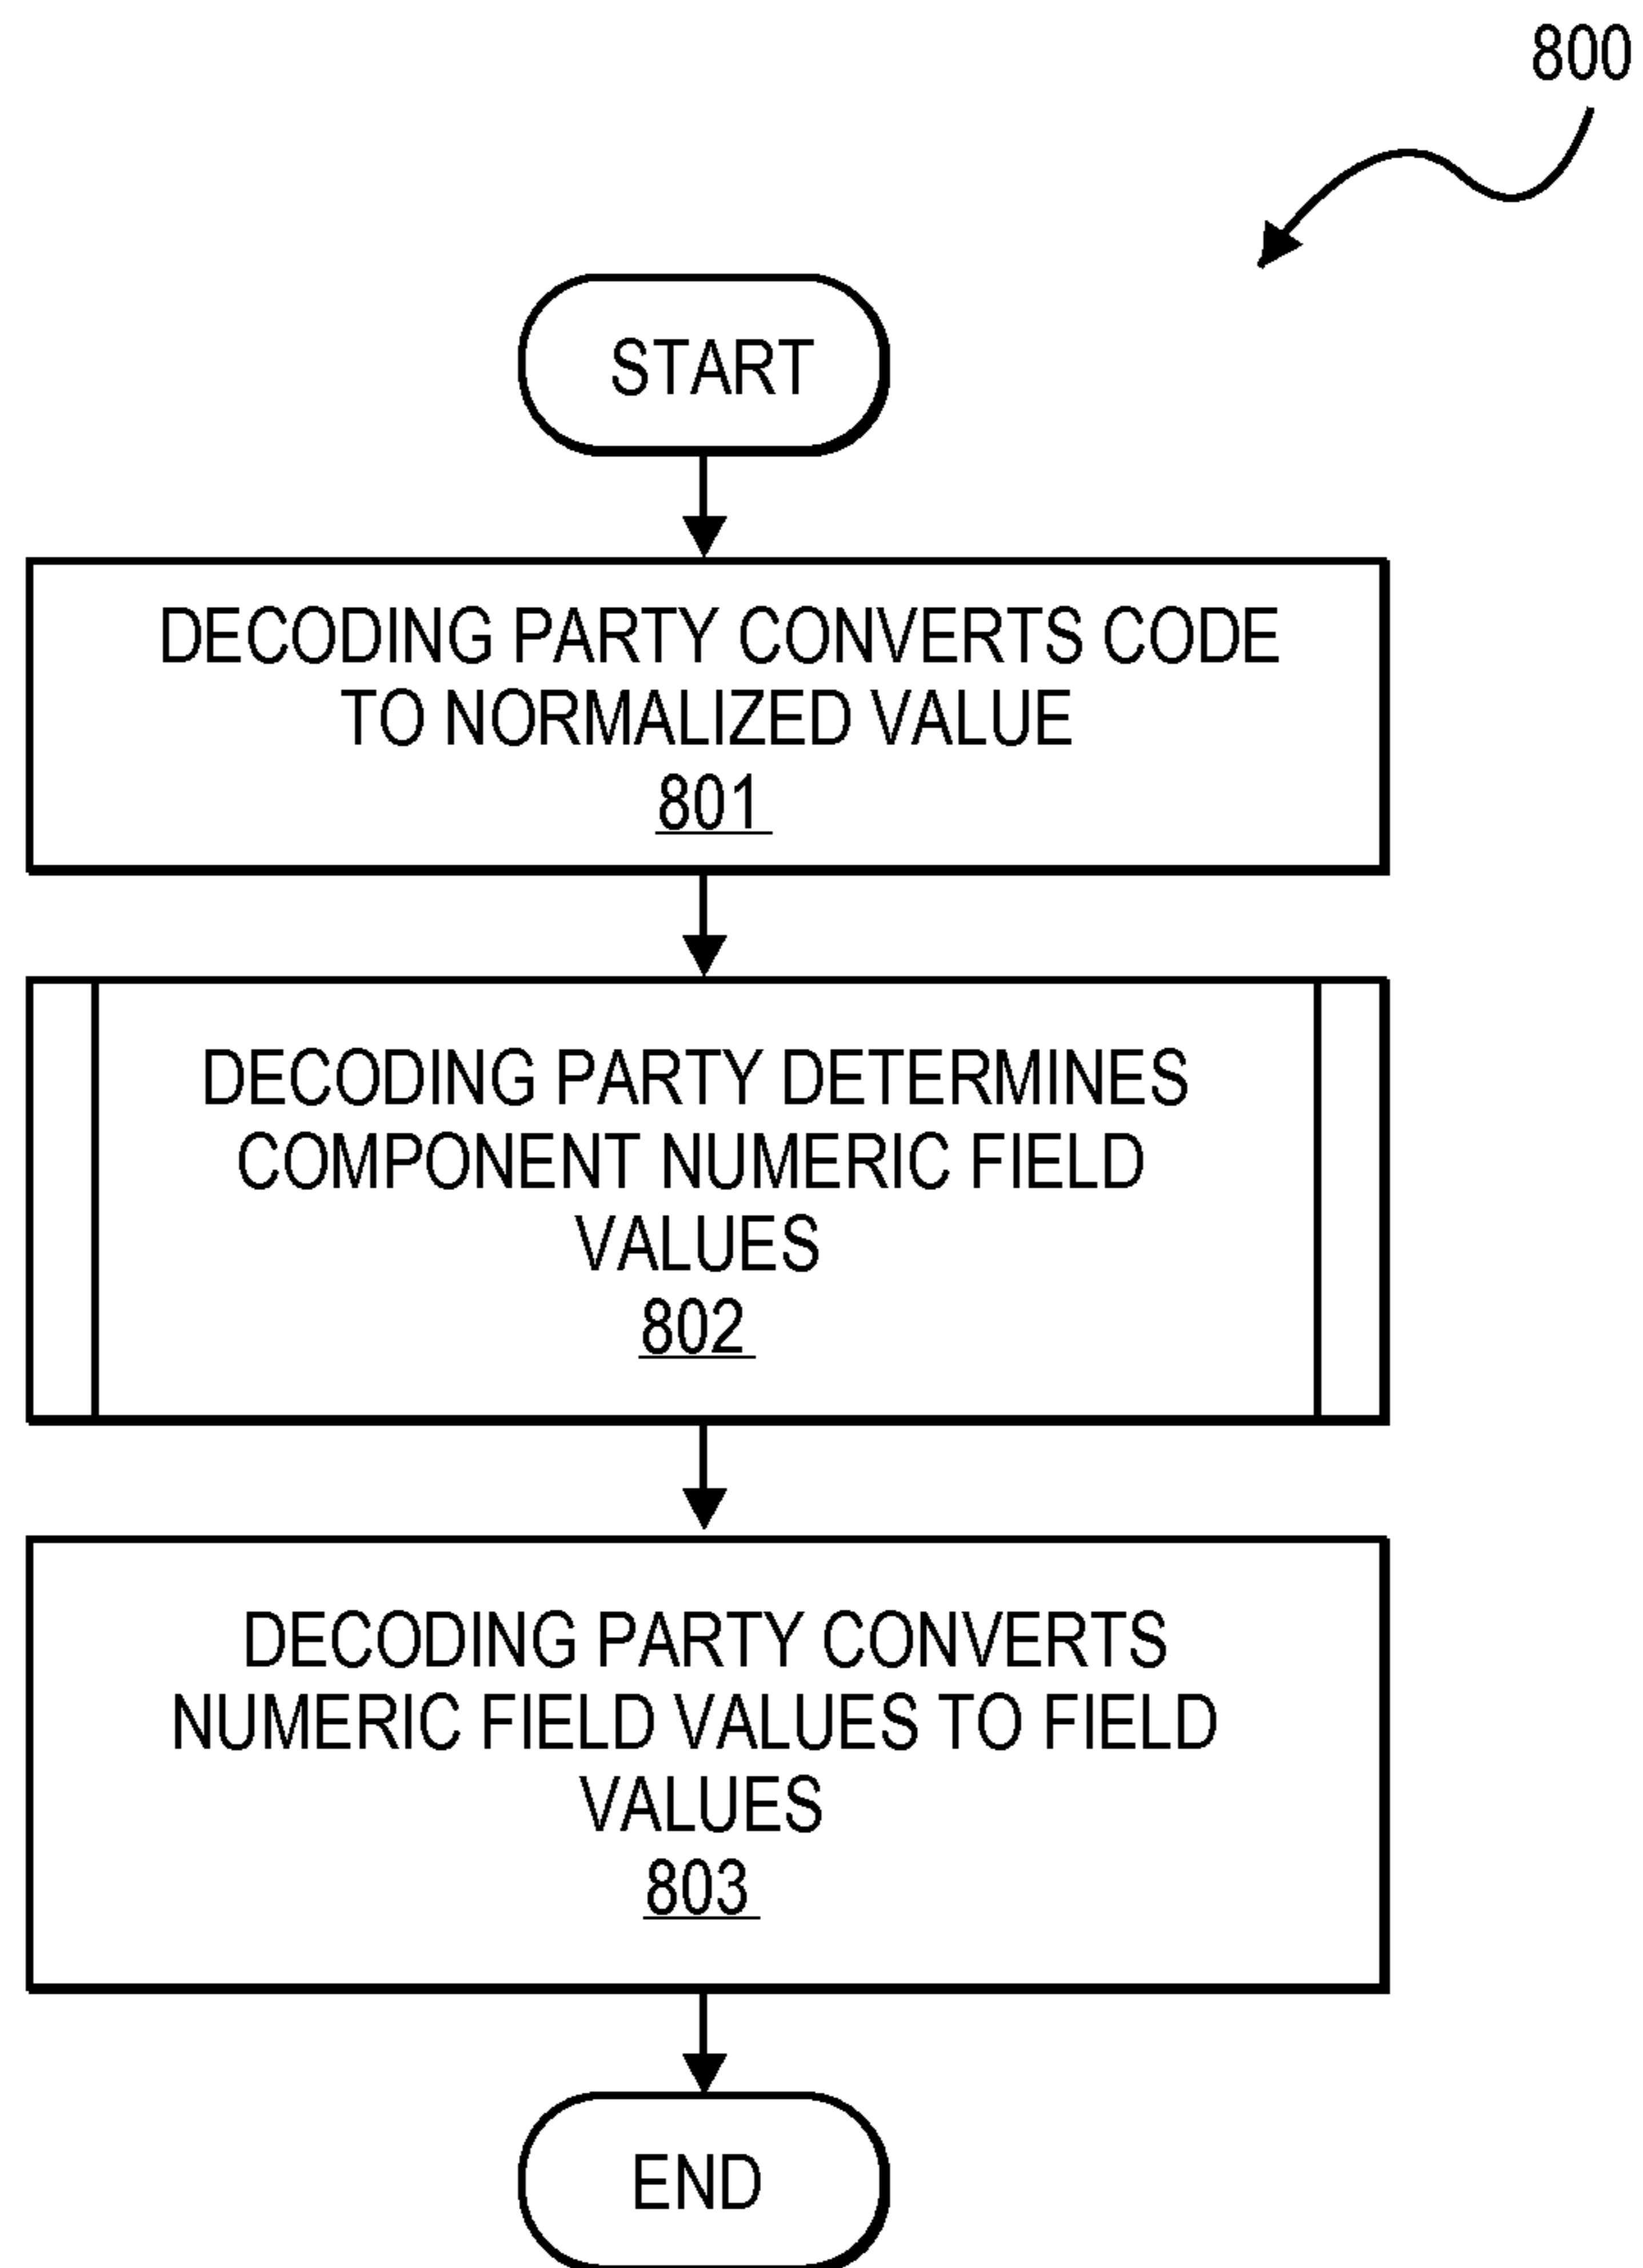 800
START
DECODING PARTY CONVERTS CODE
TO NORMALIZED VALUE
801
DECODING PARTY DETERMINES
COMPONENT NUMERIC FIELD
VALUES
802
DECODING PARTY CONVERTS
NUMERIC FIELD VALUES TO FIELD
VALUES
803
END